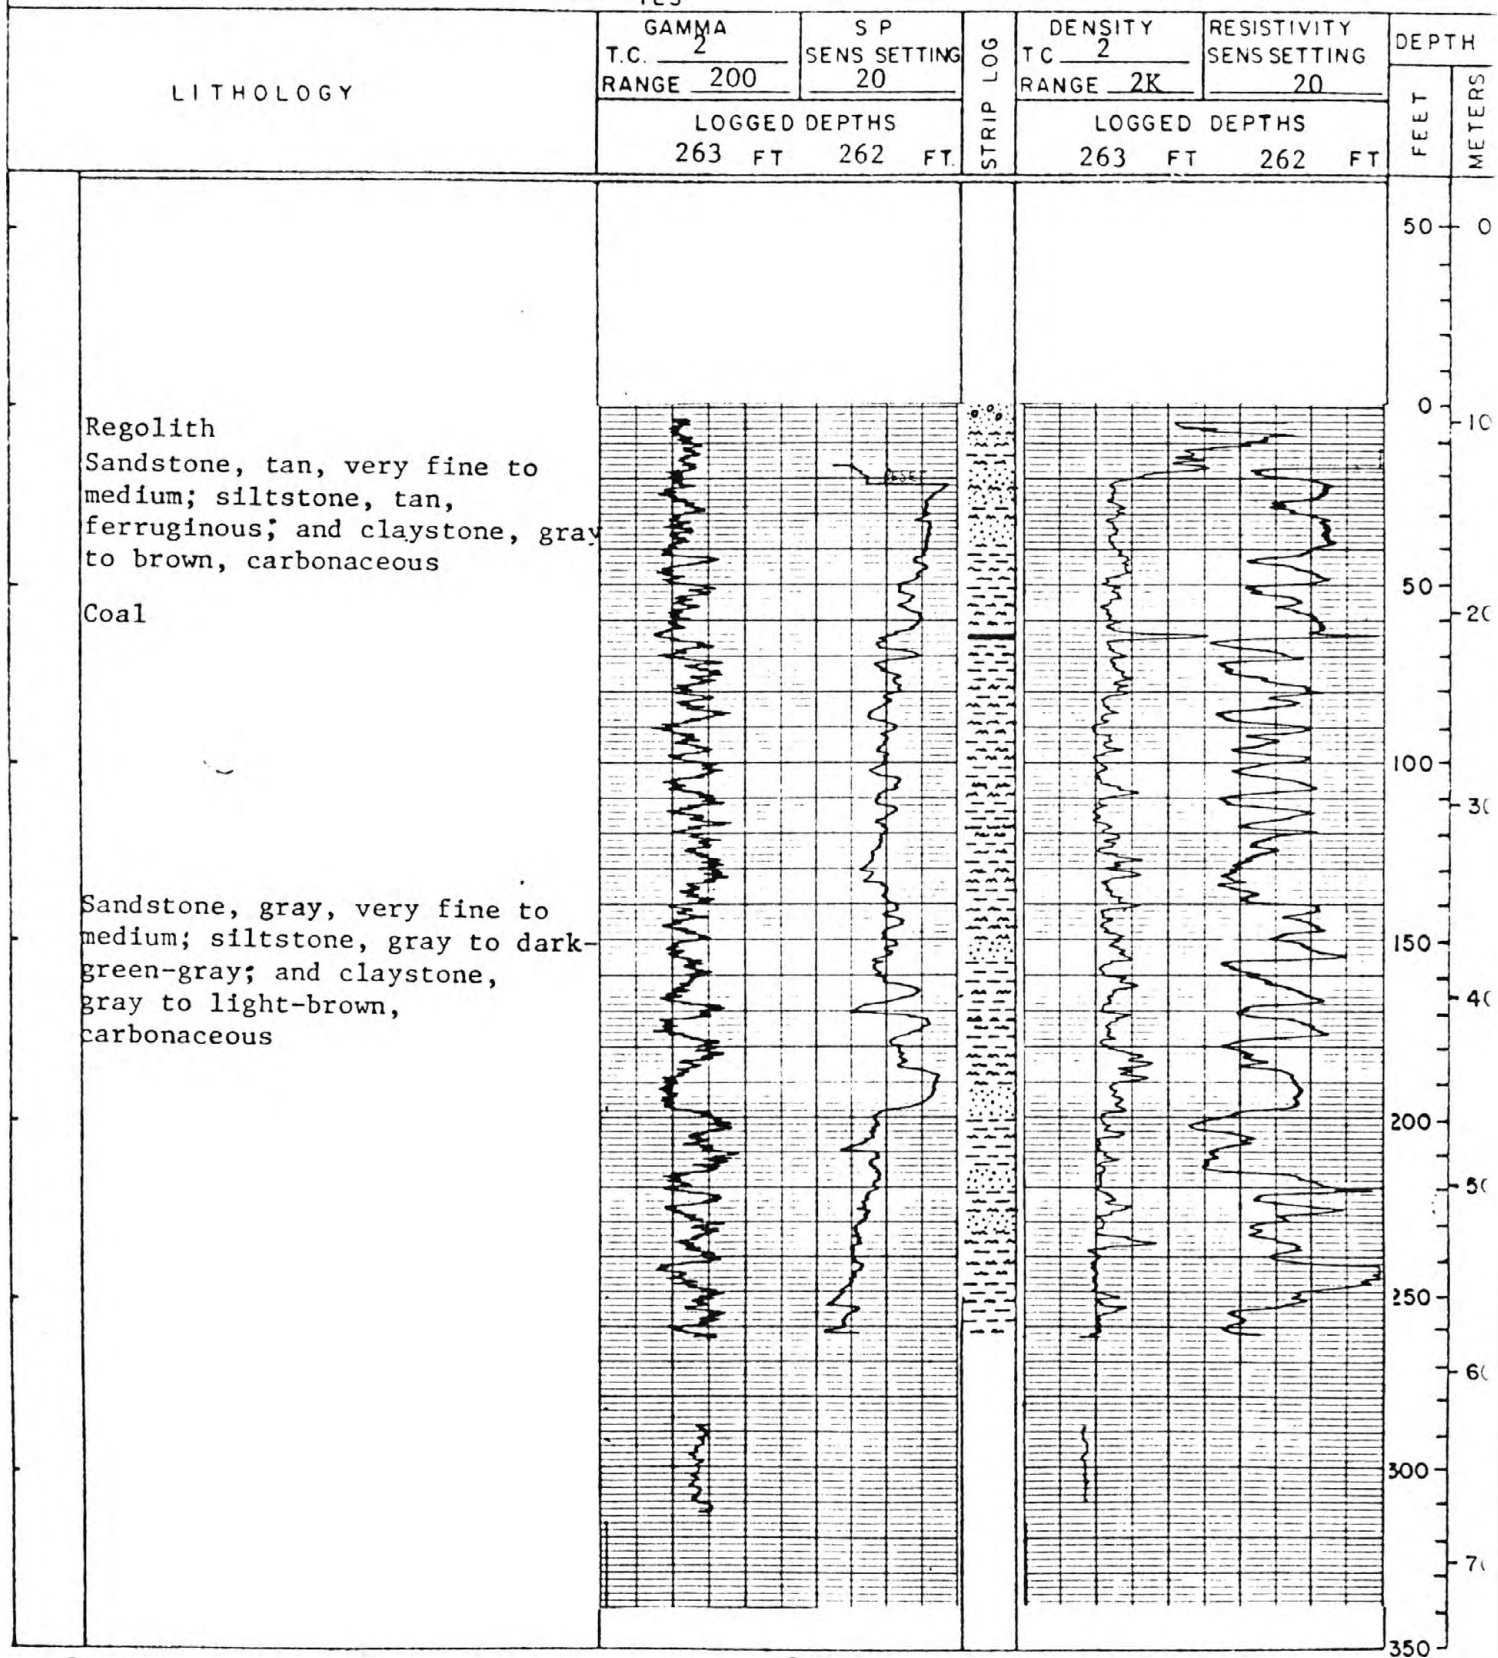 LITHOLOGY
GAMMA
T.C. 2
RANGE 200
S P
SENS SETTING
20
LOGGED DEPTHS
263 FT 262 FT.
STRIP LOG
DENSITY
TC 2
RANGE 2K
RESISTIVITY
SENS SETTING
20
LOGGED DEPTHS
263 FT 262 FT
DEPTH
FEET
METERS
50 0
0
10
50
100
150
200
250
300
350
Regolith
Sandstone, tan, very fine to
medium; siltstone, tan,
ferruginous; and claystone, gray
to brown, carbonaceous
Coal
Sandstone, gray, very fine to
medium; siltstone, gray to dark-
green-gray; and claystone,
gray to light-brown,
carbonaceous
RESET